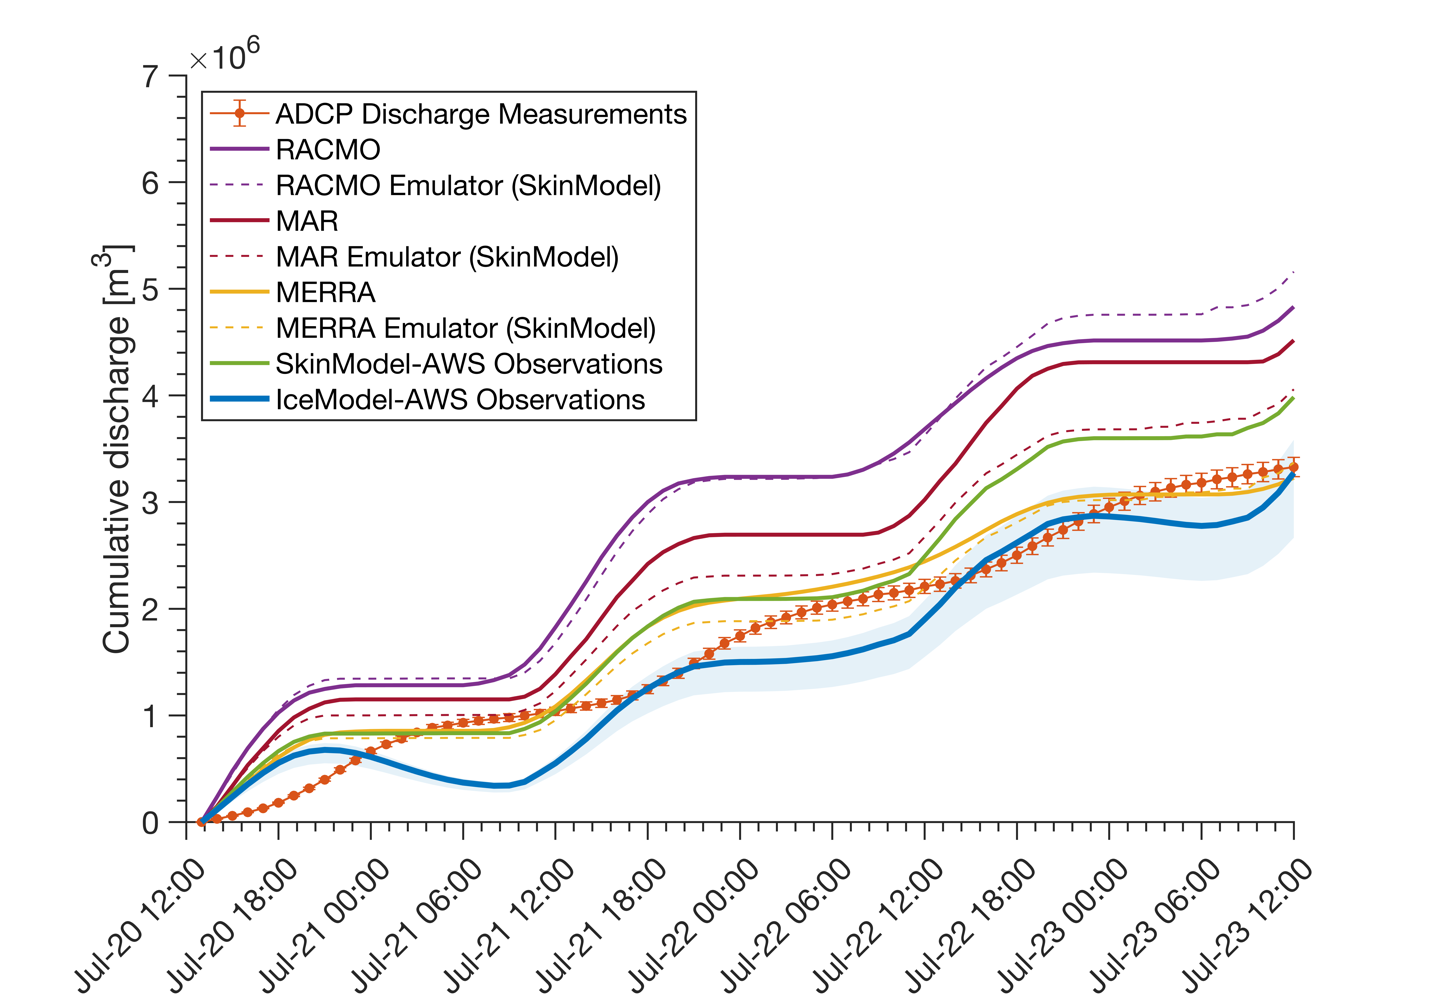 ×10⁶
7
6
5
4
3
2
1
0
Cumulative discharge [m³]
ADCP Discharge Measurements
RACMO
RACMO Emulator (SkinModel)
MAR
MAR Emulator (SkinModel)
MERRA
MERRA Emulator (SkinModel)
SkinModel-AWS Observations
IceModel-AWS Observations
Jul-20 12:00
Jul-20 18:00
Jul-21 00:00
Jul-21 06:00
Jul-21 12:00
Jul-21 18:00
Jul-22 00:00
Jul-22 06:00
Jul-22 12:00
Jul-22 18:00
Jul-23 00:00
Jul-23 06:00
Jul-23 12:00